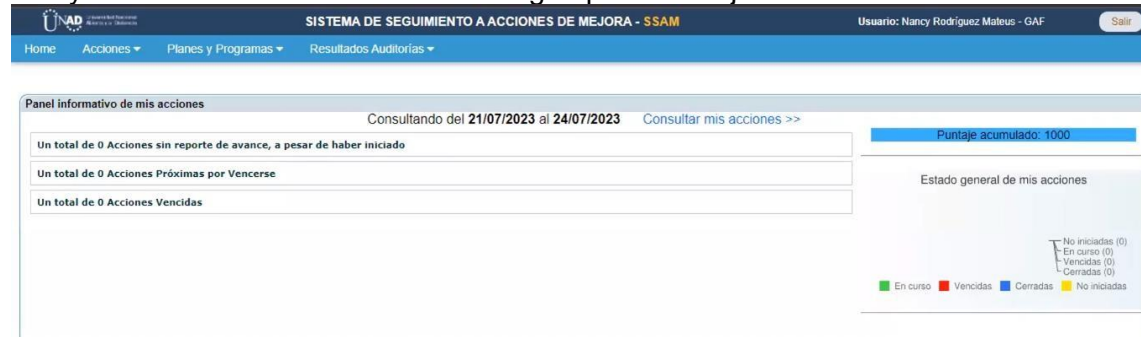 UNAD
SISTEMA DE SEGUIMIENTO A ACCIONES DE MEJORA - SSAM
Usuario: Nancy Rodríguez Mateus - GAF
Salir
Home Acciones Planes y Programas Resultados Auditorías
Panel informativo de mis acciones
Consultando del 21/07/2023 al 24/07/2023 Consultar mis acciones >>
Un total de 0 Acciones sin reporte de avance, a pesar de haber iniciado
Un total de 0 Acciones Próximas por Vencerse
Un total de 0 Acciones Vencidas
Puntaje acumulado: 1000
Estado general de mis acciones
No iniciadas (0)
En curso (0)
Vencidas (0)
Cerradas (0)
En curso Vencidas Cerradas No iniciadas